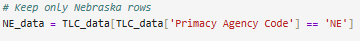 # Keep only Nebraska rows
NE_data = TLC_data[TLC_data['Primacy Agency Code'] == 'NE']